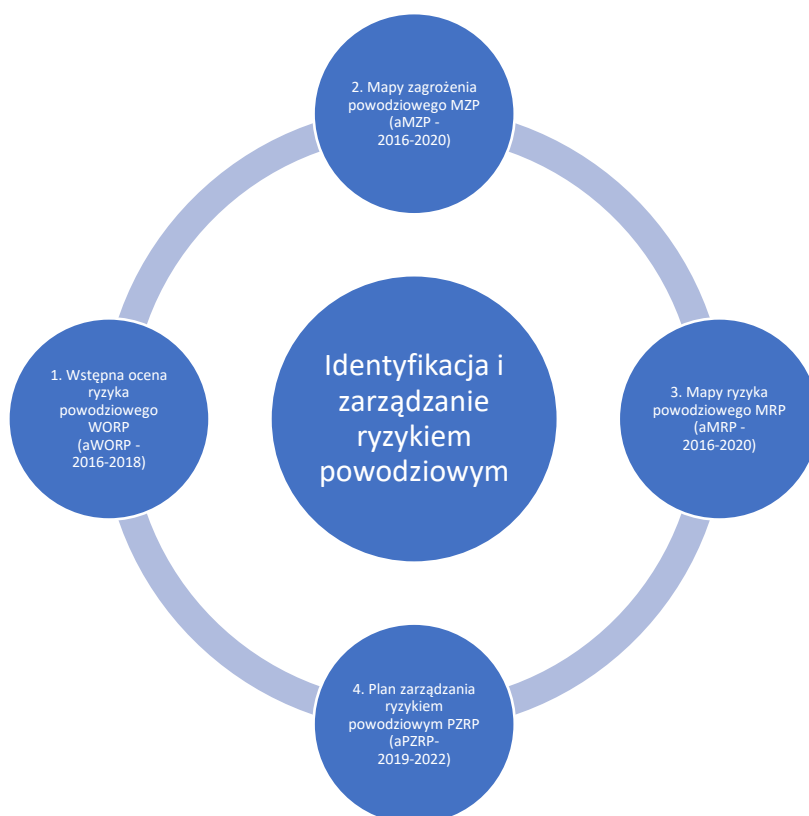 2. Mapy zagrożenia
powodziowego MZP
(aMZP -
2016-2020)
1. Wstępna ocena
ryzyka
powodziowego
WORP
(aWORP -
2016-2018)
Identyfikacja i
zarządzanie
ryzykiem
powodziowym
3. Mapy ryzyka
powodziowego MRP
(aMRP -
2016-2020)
4. Plan zarządzania
ryzykiem
powodziowym PZRP
(aPZRP-
2019-2022)